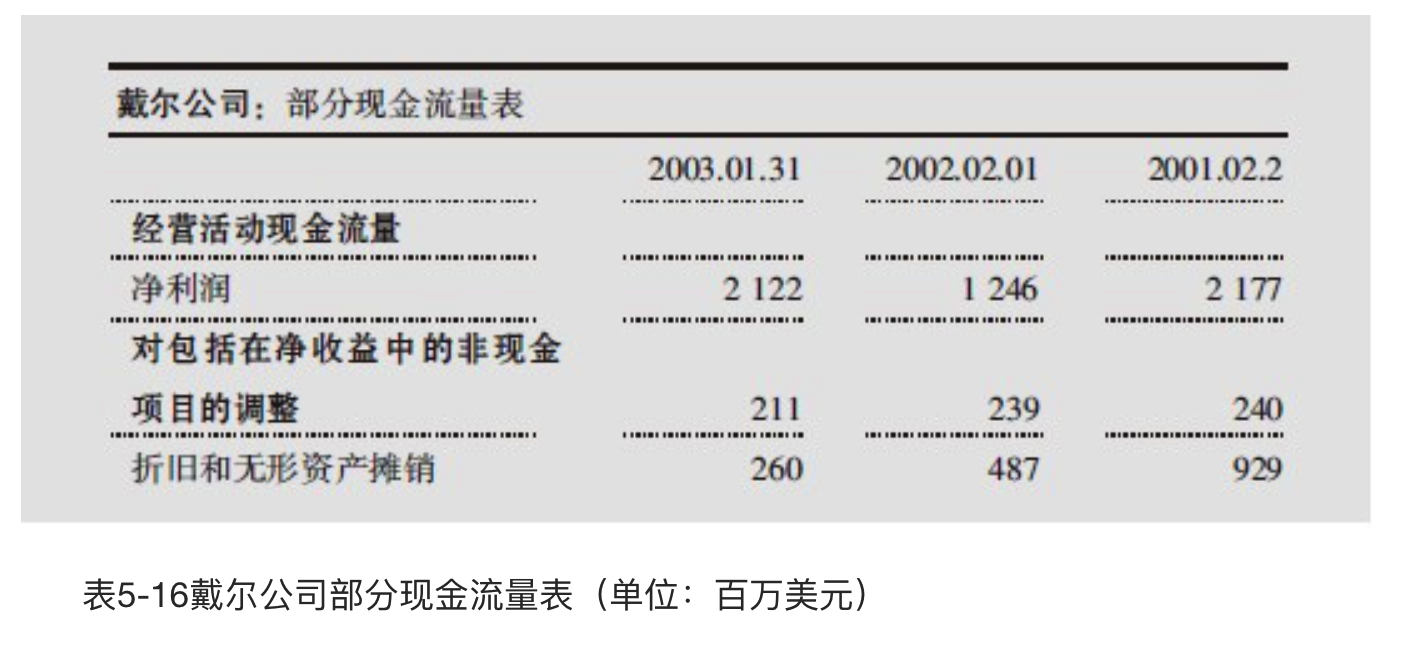 戴尔公司：部分现金流量表
2003.01.31 2002.02.01 2001.02.2
经营活动现金流量
净利润 2 122 1 246 2 177
对包括在净收益中的非现金
项目的调整 211 239 240
折旧和无形资产摊销 260 487 929
表5-16戴尔公司部分现金流量表（单位：百万美元）